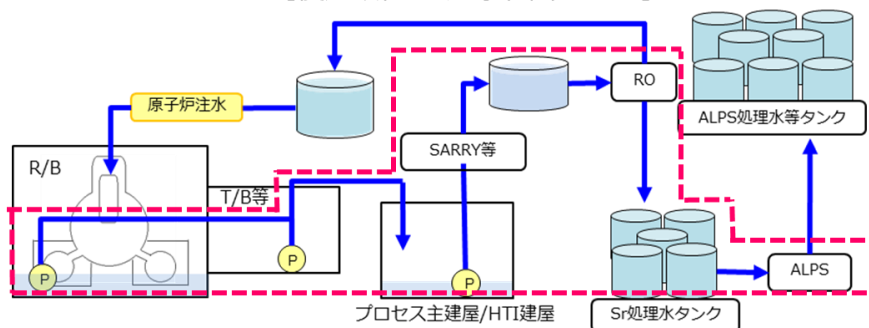 原子炉注水
RO
ALPS処理水等タンク
SARRY等
R/B
T/B等
P
P
P
ALPS
プロセス主建屋/HTI建屋
Sr処理水タンク